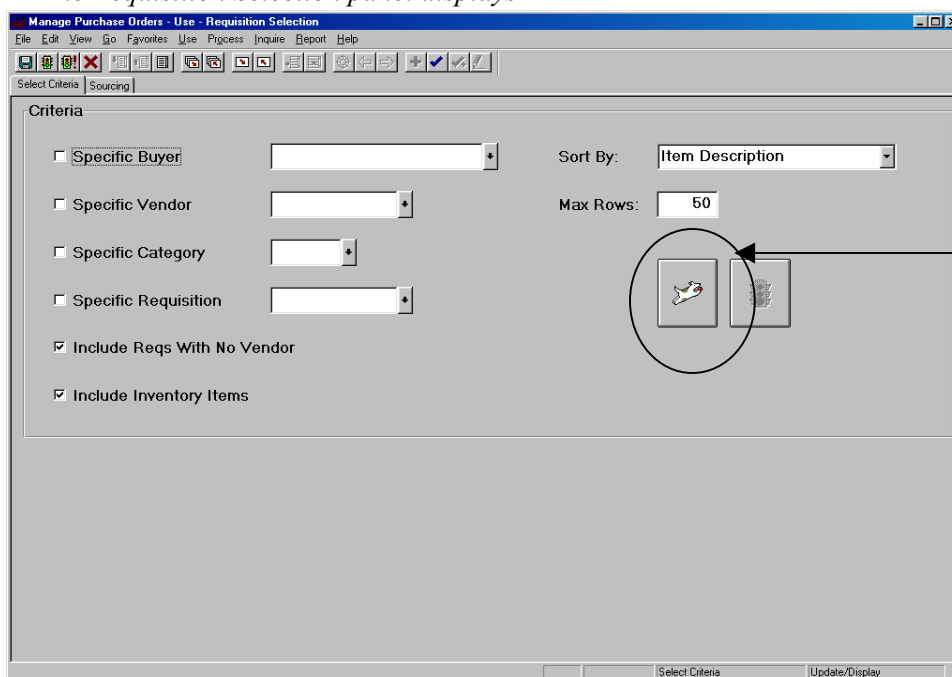 Manage Purchase Orders - Use - Requisition Selection
File Edit View Go Favorites Use Process Inquire Report Help
Select Criteria Sourcing
Criteria
Specific Buyer
Sort By: Item Description
Specific Vendor
Max Rows: 50
Specific Category
Specific Requisition
Include Reqs With No Vendor
Include Inventory Items
Select Criteria Update/Display